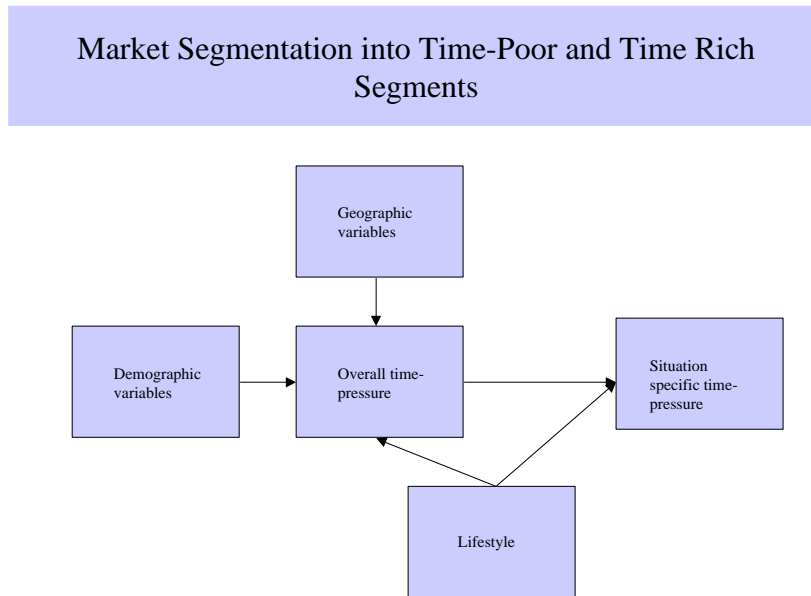 Market Segmentation into Time-Poor and Time Rich
Segments
Geographic
variables
Demographic
variables
Overall time-
pressure
Situation
specific time-
pressure
Lifestyle